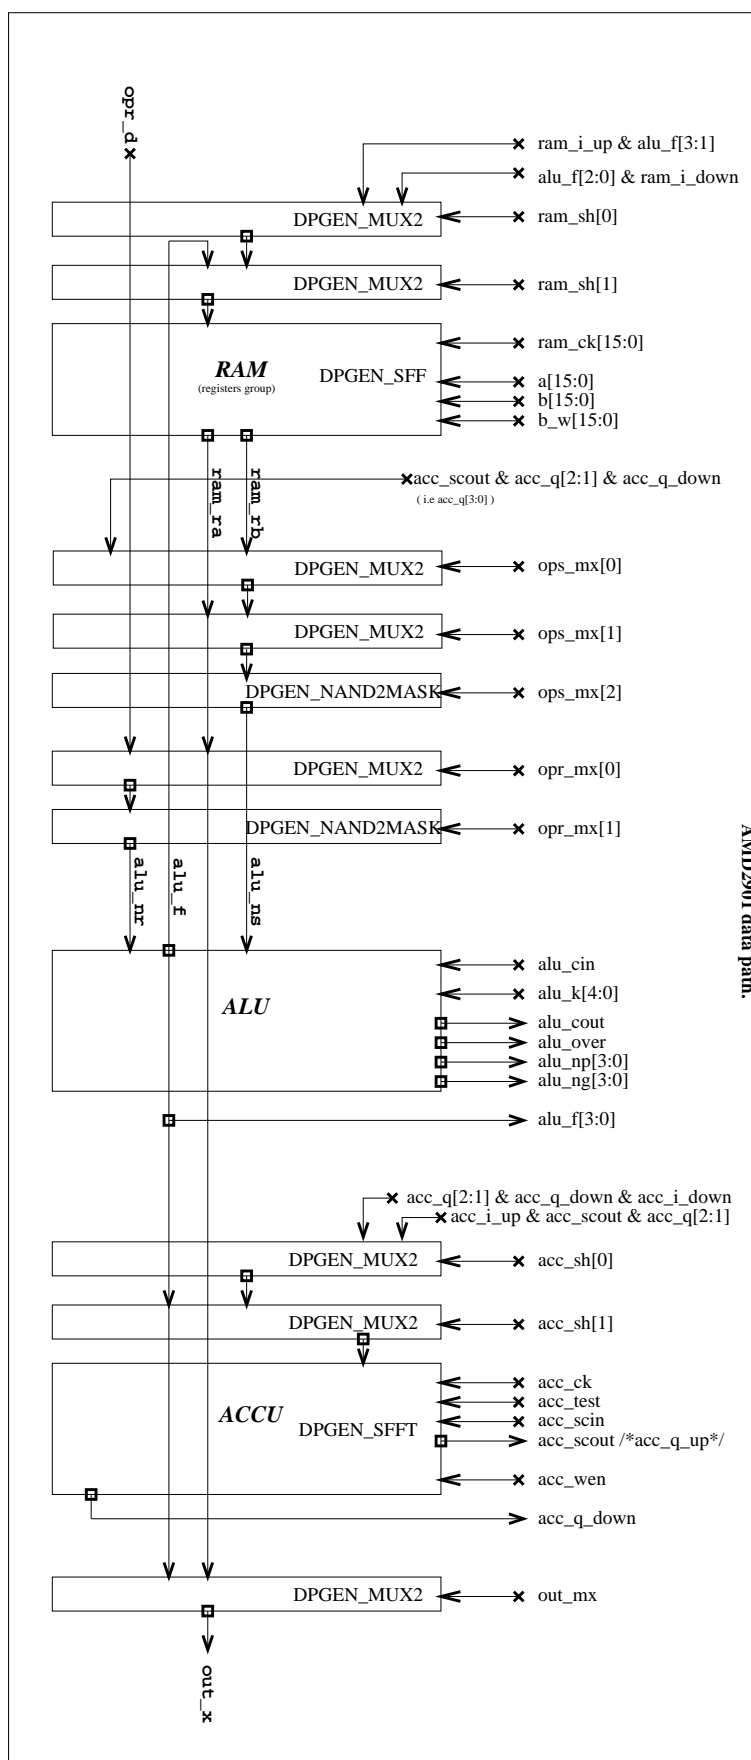 opr_d
ram_i_up & alu_f[3:1]
alu_f[2:0] & ram_i_down
DPGEN_MUX2
ram_sh[0]
DPGEN_MUX2
ram_sh[1]
RAM
(registers group)
DPGEN_SFF
ram_ck[15:0]
a[15:0]
b[15:0]
b_w[15:0]
ram_ra
ram_rb
acc_scout & acc_q[2:1] & acc_q_down
( i.e acc_q[3:0] )
DPGEN_MUX2
ops_mx[0]
DPGEN_MUX2
ops_mx[1]
DPGEN_NAND2MASK
ops_mx[2]
DPGEN_MUX2
opr_mx[0]
DPGEN_NAND2MASK
opr_mx[1]
alu_nr
alu_f
alu_ns
AMD2901 data path.
ALU
alu_cin
alu_k[4:0]
alu_cout
alu_over
alu_np[3:0]
alu_ng[3:0]
alu_f[3:0]
acc_q[2:1] & acc_q_down & acc_i_down
acc_i_up & acc_scout & acc_q[2:1]
DPGEN_MUX2
acc_sh[0]
DPGEN_MUX2
acc_sh[1]
ACCU
DPGEN_SFFT
acc_ck
acc_test
acc_scin
acc_scout /*acc_q_up*/
acc_wen
acc_q_down
DPGEN_MUX2
out_mx
out_x